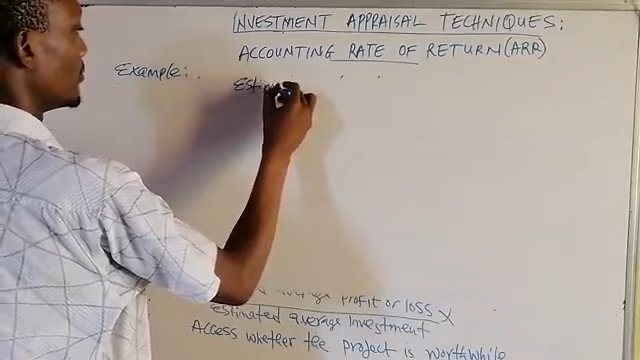 INVESTMENT APPRAISAL TECHNIQUES:
ACCOUNTING RATE OF RETURN (ARR)
Example:
average profit or loss X
Estimated average Investment
Access whether the project is worthwhile